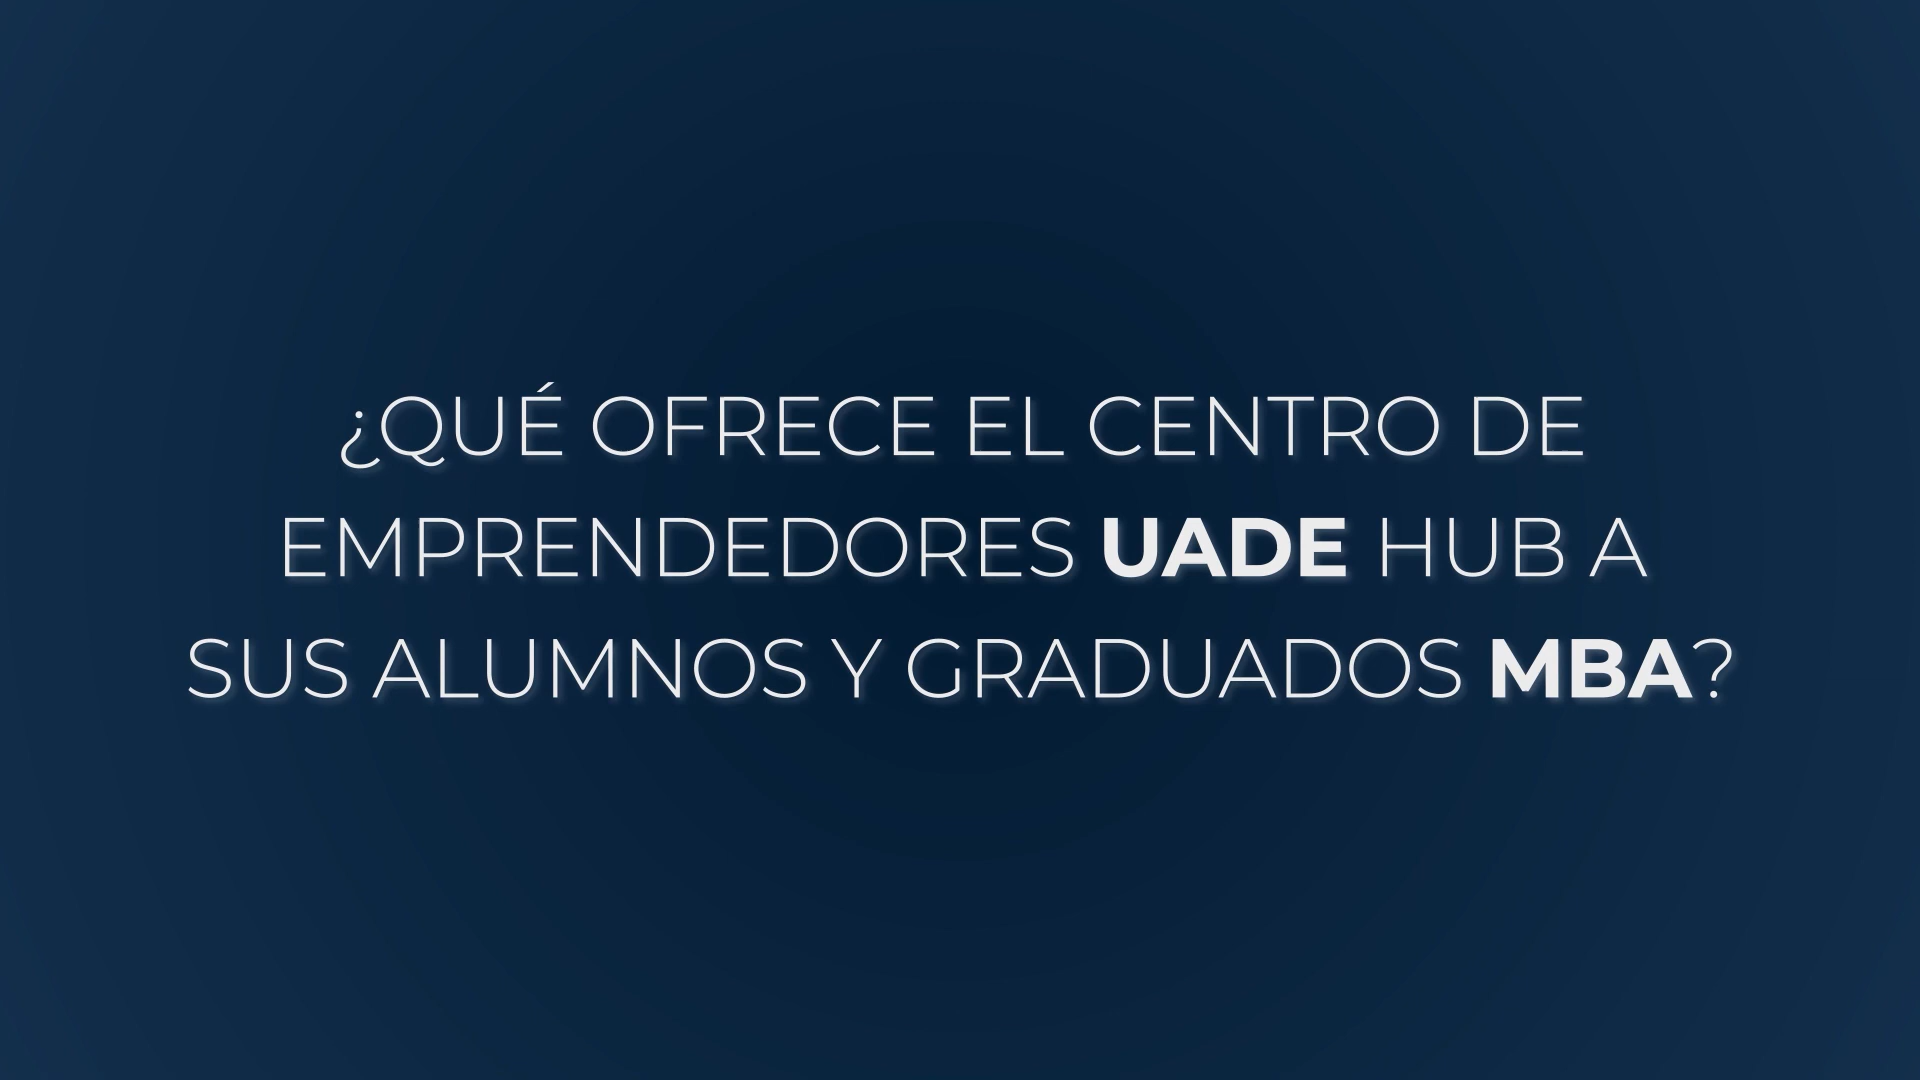 ¿QUÉ OFRECE EL CENTRO DE
EMPRENDEDORES UADE HUB A
SUS ALUMNOS Y GRADUADOS MBA?